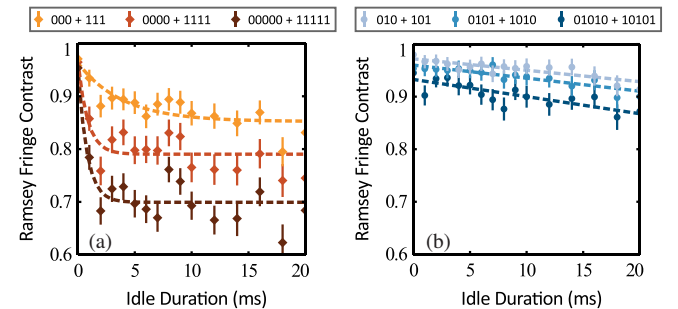 000 + 111 0000 + 1111 00000 + 11111
010 + 101 0101 + 1010 01010 + 10101
Ramsey Fringe Contrast
1
0.9
0.8
0.7
0.6
(a)
0 5 10 15 20
Idle Duration (ms)
Ramsey Fringe Contrast
1
0.9
0.8
0.7
0.6
(b)
0 5 10 15 20
Idle Duration (ms)